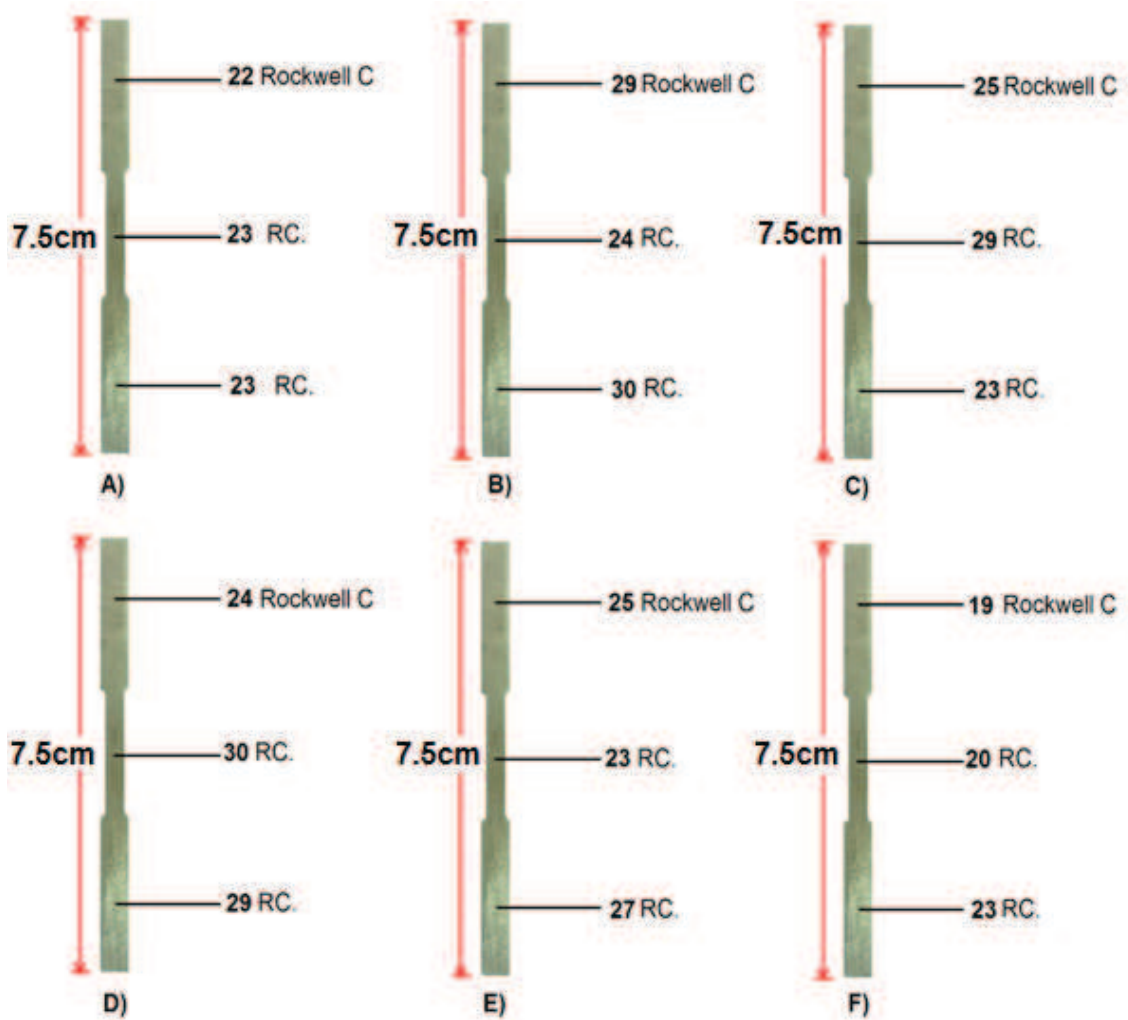 22 Rockwell C
7.5cm
23 RC.
23 RC.
A)
29 Rockwell C
7.5cm
24 RC.
30 RC.
B)
25 Rockwell C
7.5cm
29 RC.
23 RC.
C)
24 Rockwell C
7.5cm
30 RC.
29 RC.
D)
25 Rockwell C
7.5cm
23 RC.
27 RC.
E)
19 Rockwell C
7.5cm
20 RC.
23 RC.
F)